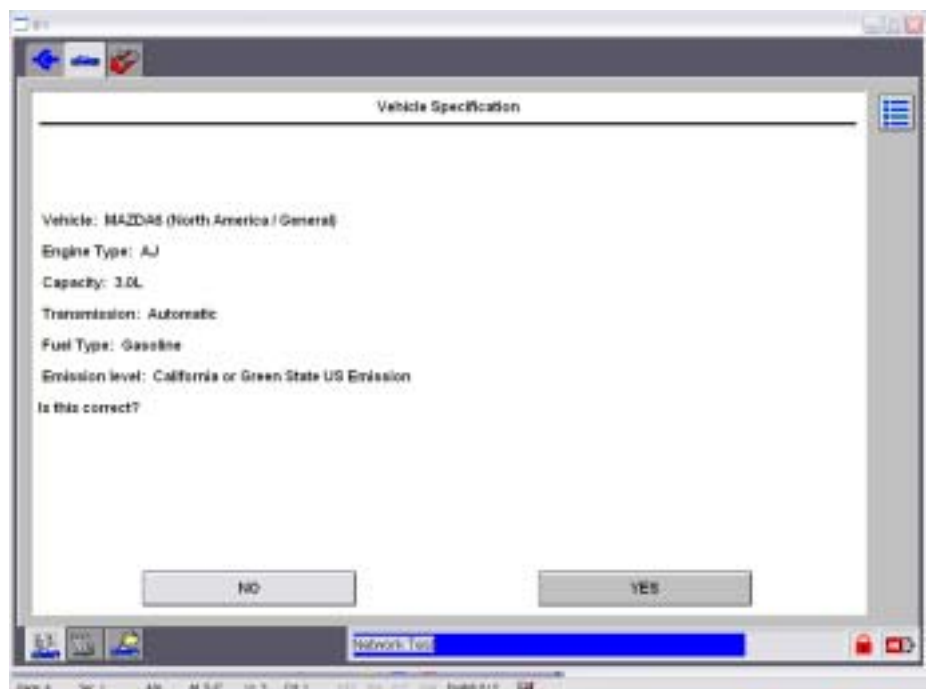 Vehicle Specification
Vehicle: MAZDA6 (North America / General)
Engine Type: AJ
Capacity: 3.0L
Transmission: Automatic
Fuel Type: Gasoline
Emission level: California or Green State US Emission
Is this correct?
NO
YES
Network Test